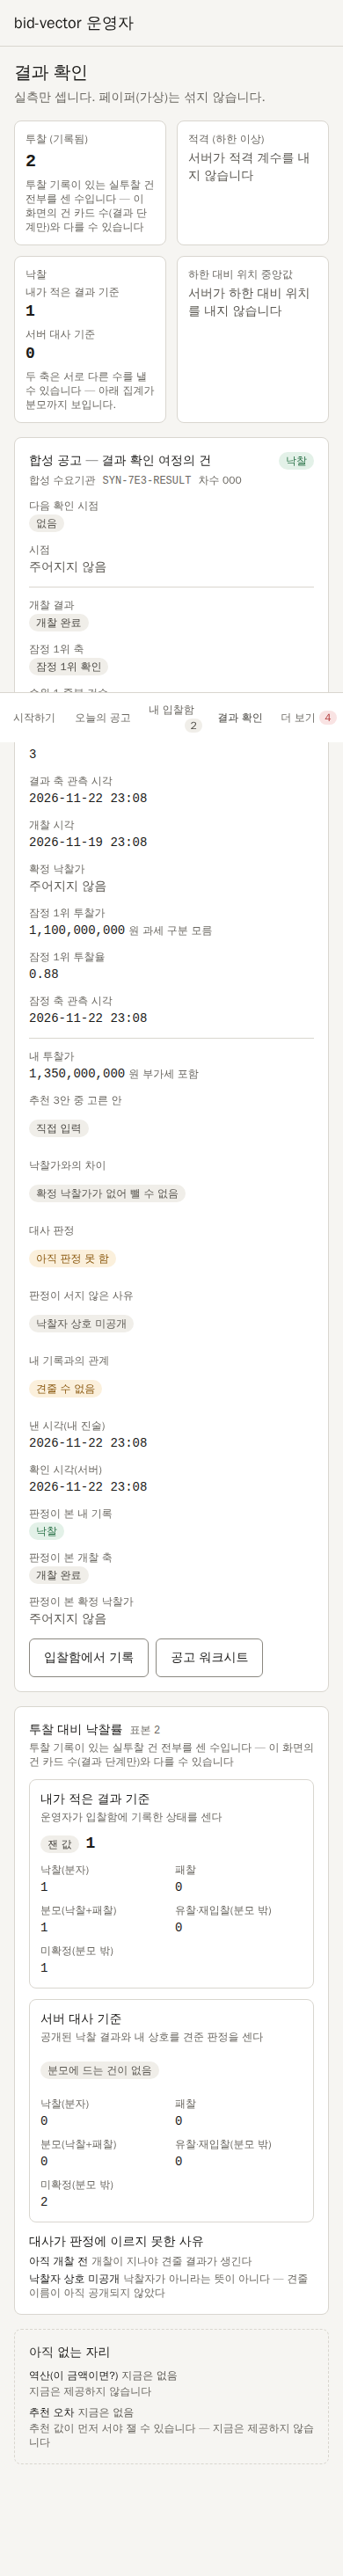 bid-vector 운영자
결과 확인
실측만 셉니다. 페이퍼(가상)는 섞지 않습니다.
투찰 (기록됨)
2
투찰 기록이 있는 실투찰 건
전부를 센 수입니다 — 이
화면의 건 카드 수(결과 단
계만)와 다를 수 있습니다
적격 (하한 이상)
서버가 적격 계수를 내
지 않습니다
낙찰
내가 적은 결과 기준
1
서버 대사 기준
0
두 축은 서로 다른 수를 낼
수 있습니다 — 아래 집계가
분모까지 보입니다.
하한 대비 위치 중앙값
서버가 하한 대비 위치
를 내지 않습니다
합성 공고 — 결과 확인 여정의 건
낙찰
합성 수요기관 SYN-7E3-RESULT 차수 000
다음 확인 시점
없음
시점
주어지지 않음
개찰 결과
개찰 완료
잠정 1위 축
잠정 1위 확인
시작하기
오늘의 공고
내 입찰함
2
결과 확인
더 보기 4
3
결과 축 관측 시각
2026-11-22 23:08
개찰 시각
2026-11-19 23:08
확정 낙찰가
주어지지 않음
잠정 1위 투찰가
1,100,000,000 원 과세 구분 모름
잠정 1위 투찰율
0.88
잠정 축 관측 시각
2026-11-22 23:08
내 투찰가
1,350,000,000 원 부가세 포함
추천 3안 중 고른 안
직접 입력
낙찰가와의 차이
확정 낙찰가가 없어 뺄 수 없음
대사 판정
아직 판정 못 함
판정이 서지 않은 사유
낙찰자 상호 미공개
내 기록과의 관계
견줄 수 없음
낸 시각(내 진술)
2026-11-22 23:08
확인 시각(서버)
2026-11-22 23:08
판정이 본 내 기록
낙찰
판정이 본 개찰 축
개찰 완료
판정이 본 확정 낙찰가
주어지지 않음
입찰함에서 기록
공고 워크시트
투찰 대비 낙찰률 표본 2
투찰 기록이 있는 실투찰 건 전부를 센 수입니다 — 이 화면의
건 카드 수(결과 단계만)와 다를 수 있습니다
내가 적은 결과 기준
운영자가 입찰함에 기록한 상태를 센다
잰 값 1
낙찰(분자)
1
패찰
0
분모(낙찰+패찰)
1
유찰·재입찰(분모 밖)
0
미확정(분모 밖)
1
서버 대사 기준
공개된 낙찰 결과와 내 상호를 견준 판정을 센다
분모에 드는 건이 없음
낙찰(분자)
0
패찰
0
분모(낙찰+패찰)
0
유찰·재입찰(분모 밖)
0
미확정(분모 밖)
2
대사가 판정에 이르지 못한 사유
아직 개찰 전 개찰이 지나야 견줄 결과가 생긴다
낙찰자 상호 미공개 낙찰자가 아니라는 뜻이 아니다 — 견줄
이름이 아직 공개되지 않았다
아직 없는 자리
역산(이 금액이면?) 지금은 없음
지금은 제공하지 않습니다
추천 오차 지금은 없음
추천 값이 먼저 서야 잴 수 있습니다 — 지금은 제공하지 않습
니다